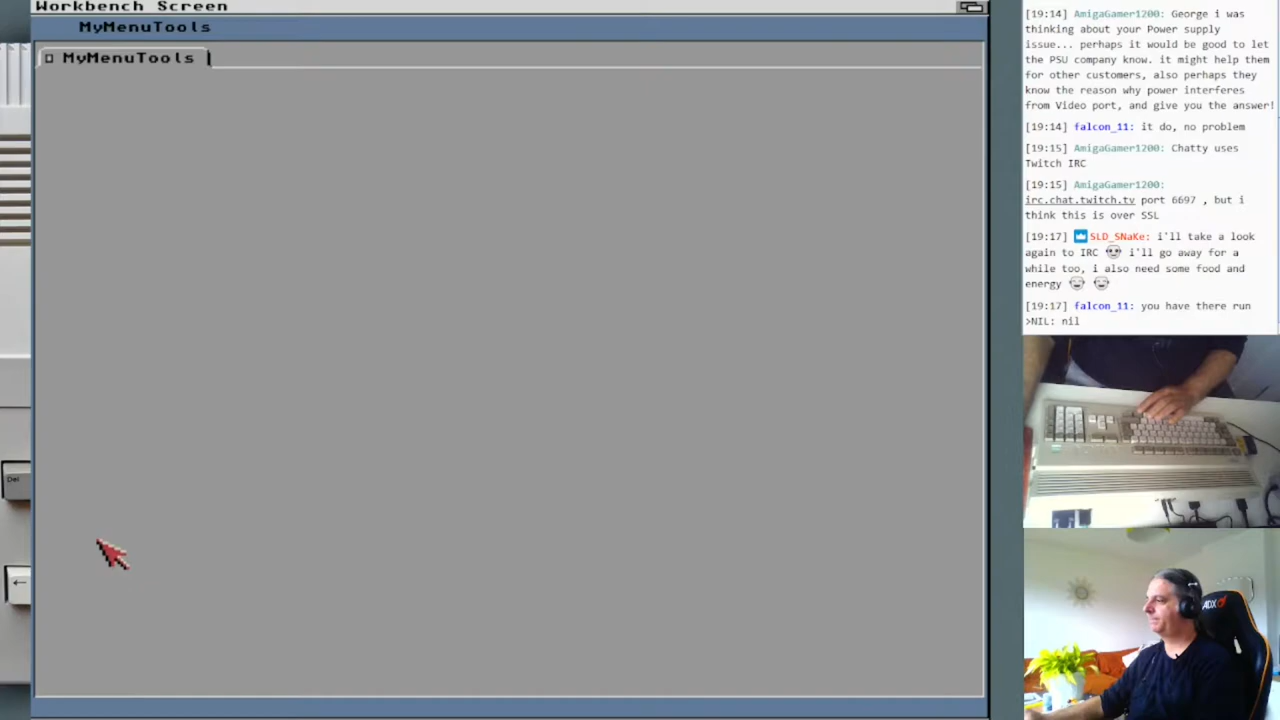 Workbench Screen
MyMenuTools
MyMenuTools
Del
[19:14] AmigaGamer1200: George i was
thinking about your Power supply
issue... perhaps it would be good to let
the PSU company know. it might help them
for other customers, also perhaps they
know the reason why power interferes
from Video port, and give you the answer!
[19:14] falcon_11: it do, no problem
[19:15] AmigaGamer1200: Chatty uses
Twitch IRC
[19:15] AmigaGamer1200:
irc.chat.twitch.tv port 6697 , but i
think this is over SSL
[19:17] SLD_SNaKe: i'll take a look
again to IRC i'll go away for a
while too, i also need some food and
energy
[19:17] falcon_11: you have there run
>NIL: nil
ADX